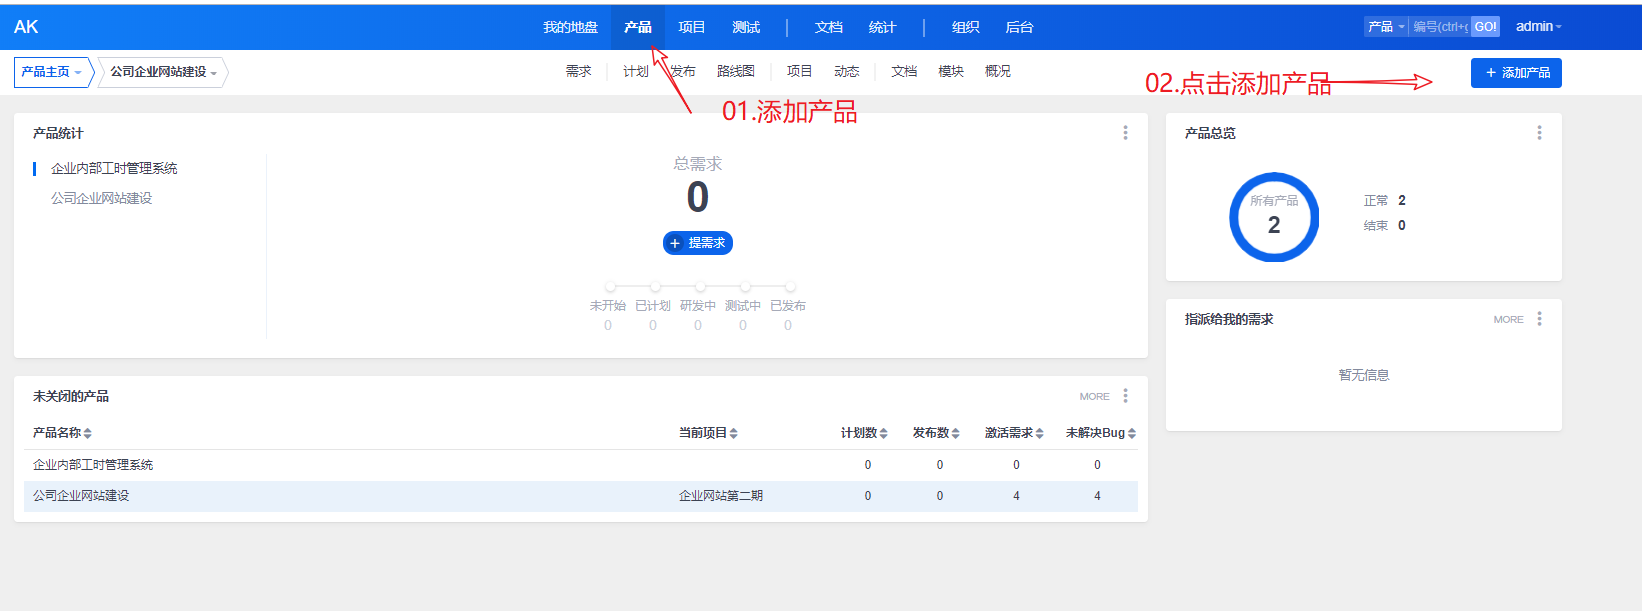 AK 我的地盘 产品 项目 测试 文档 统计 组织 后台 产品 编号(ctrl+g GO! admin
产品主页 公司企业网站建设 需求 计划 发布 路线图 项目 动态 文档 模块 概况 02.点击添加产品 + 添加产品
01.添加产品
产品统计
企业内部工时管理系统
公司企业网站建设
总需求
0
+ 提需求
未开始 已计划 研发中 测试中 已发布
0 0 0 0 0
产品总览
所有产品
2
正常 2
结束 0
指派给我的需求 MORE
暂无信息
未关闭的产品 MORE
产品名称 当前项目 计划数 发布数 激活需求 未解决Bug
企业内部工时管理系统 0 0 0 0
公司企业网站建设 企业网站第二期 0 0 4 4